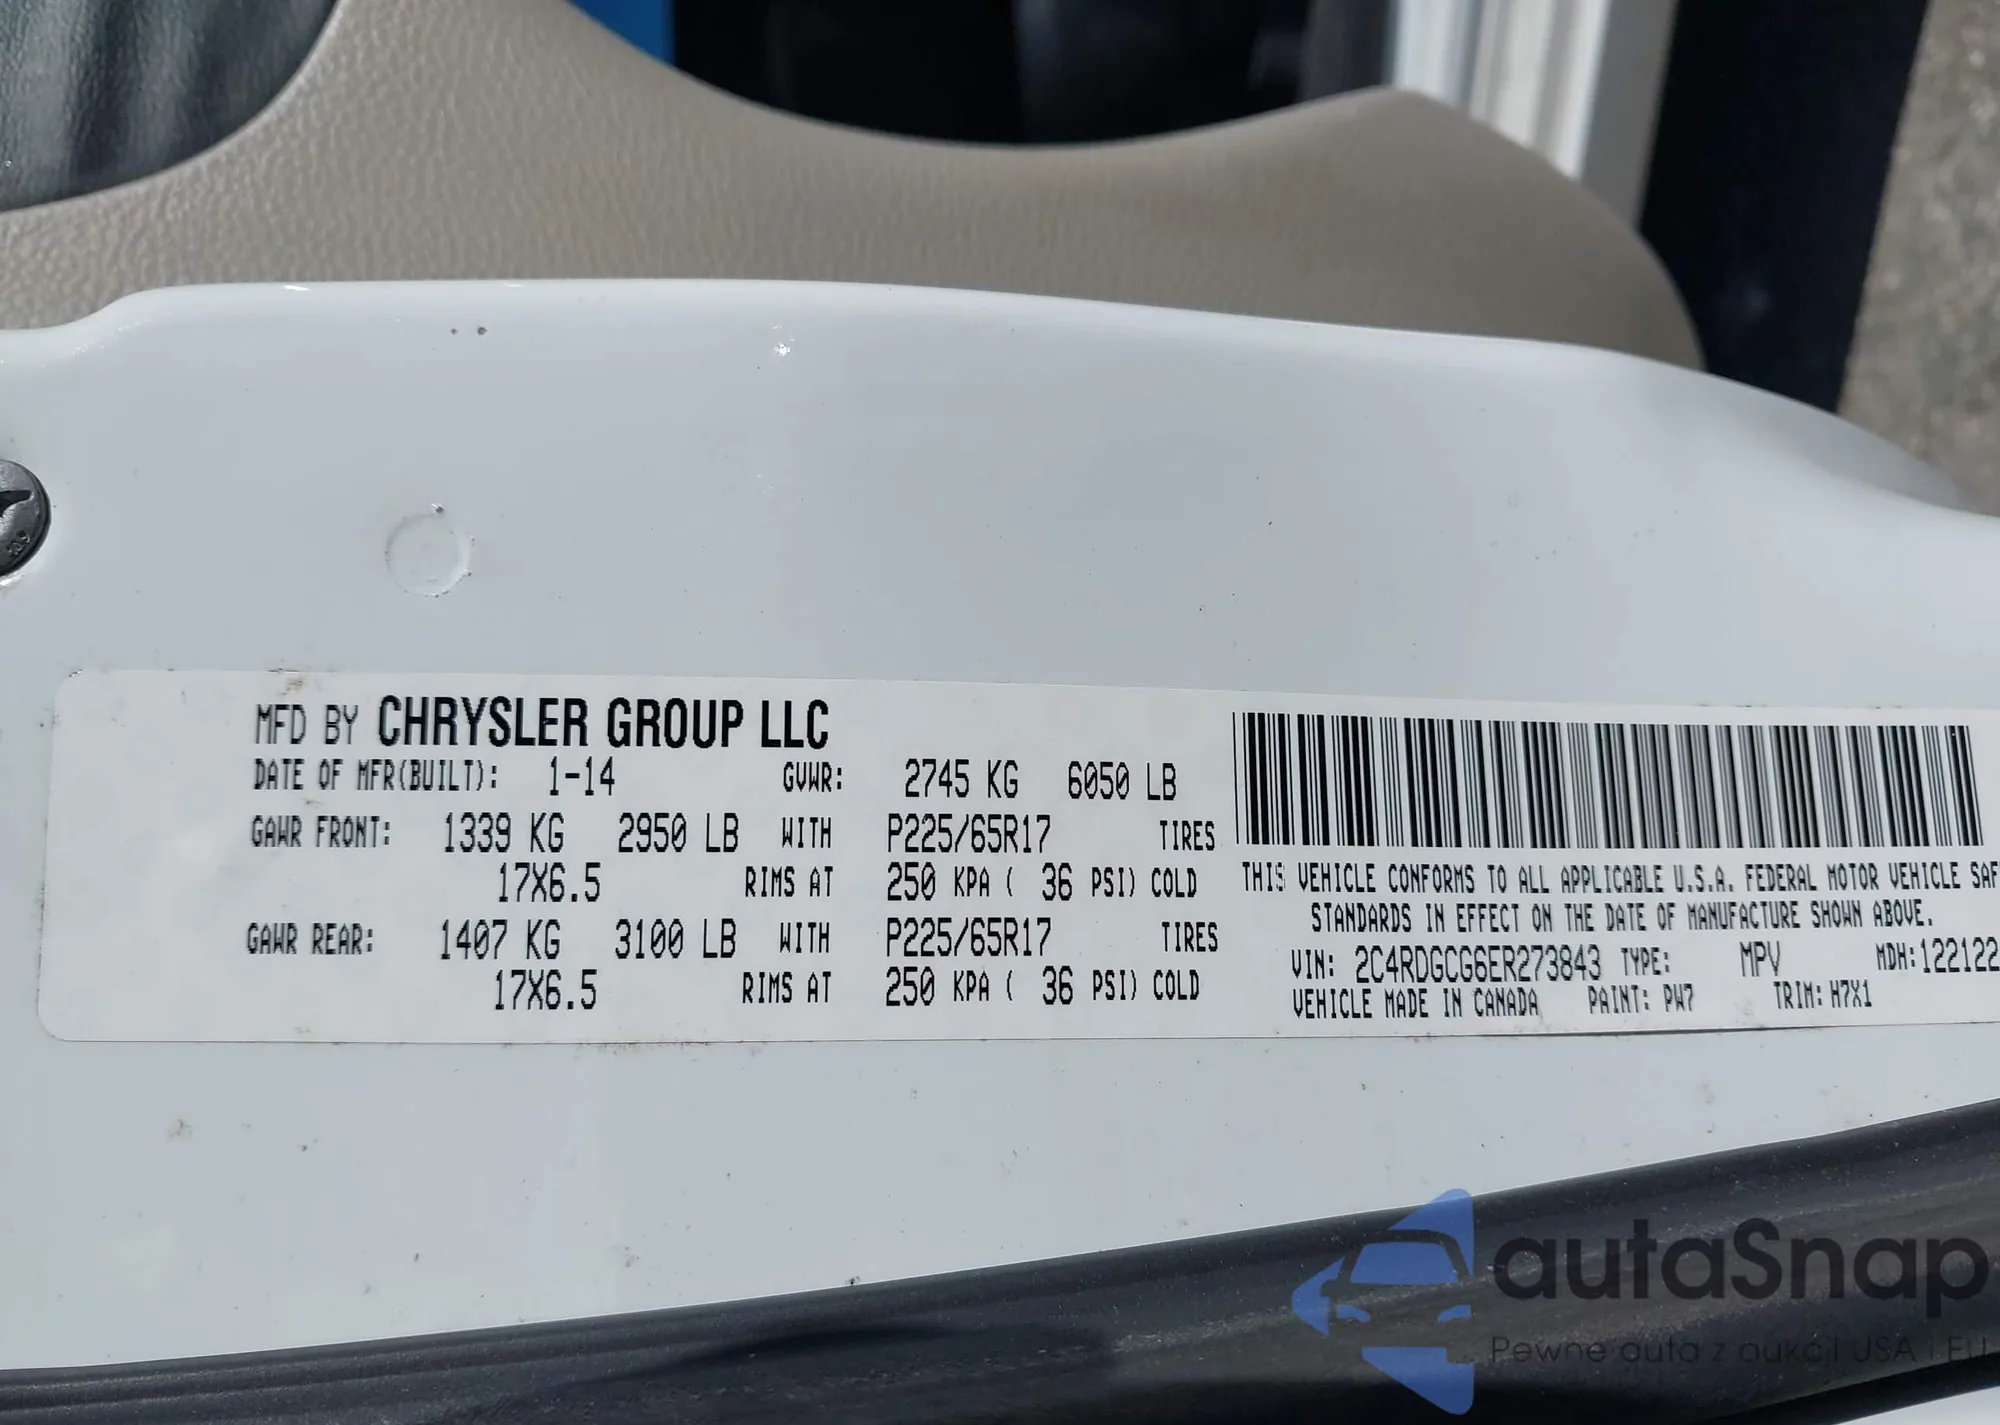 MFD BY CHRYSLER GROUP LLC
DATE OF MFR(BUILT): 1-14 GVWR: 2745 KG 6050 LB
GAWR FRONT: 1339 KG 2950 LB WITH P225/65R17 TIRES
17X6.5 RIMS AT 250 KPA ( 36 PSI) COLD
GAWR REAR: 1407 KG 3100 LB WITH P225/65R17 TIRES
17X6.5 RIMS AT 250 KPA ( 36 PSI) COLD
THIS VEHICLE CONFORMS TO ALL APPLICABLE U.S.A. FEDERAL MOTOR VEHICLE SAF
STANDARDS IN EFFECT ON THE DATE OF MANUFACTURE SHOWN ABOVE.
VIN: 2C4RDGCG6ER273843 TYPE: MPV MDH: 122122
VEHICLE MADE IN CANADA PAINT: PW7 TRIM: H7X1
autaSnap
Pewne auta z aukcji USA i EU